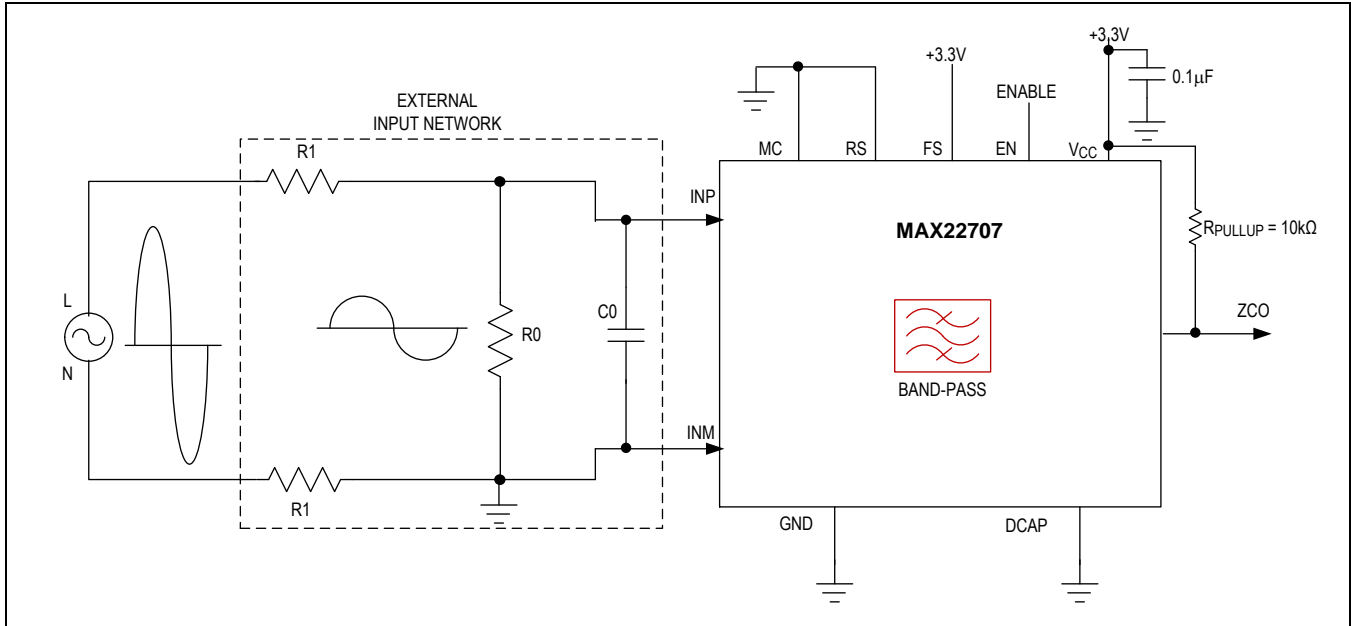 +3.3V
+3.3V
0.1μF
ENABLE
EXTERNAL
INPUT NETWORK
MC
RS
FS
EN
VCC
R1
INP
MAX22707
RPULLUP = 10kΩ
L
N
R0
C0
ZCO
BAND-PASS
INM
R1
GND
DCAP